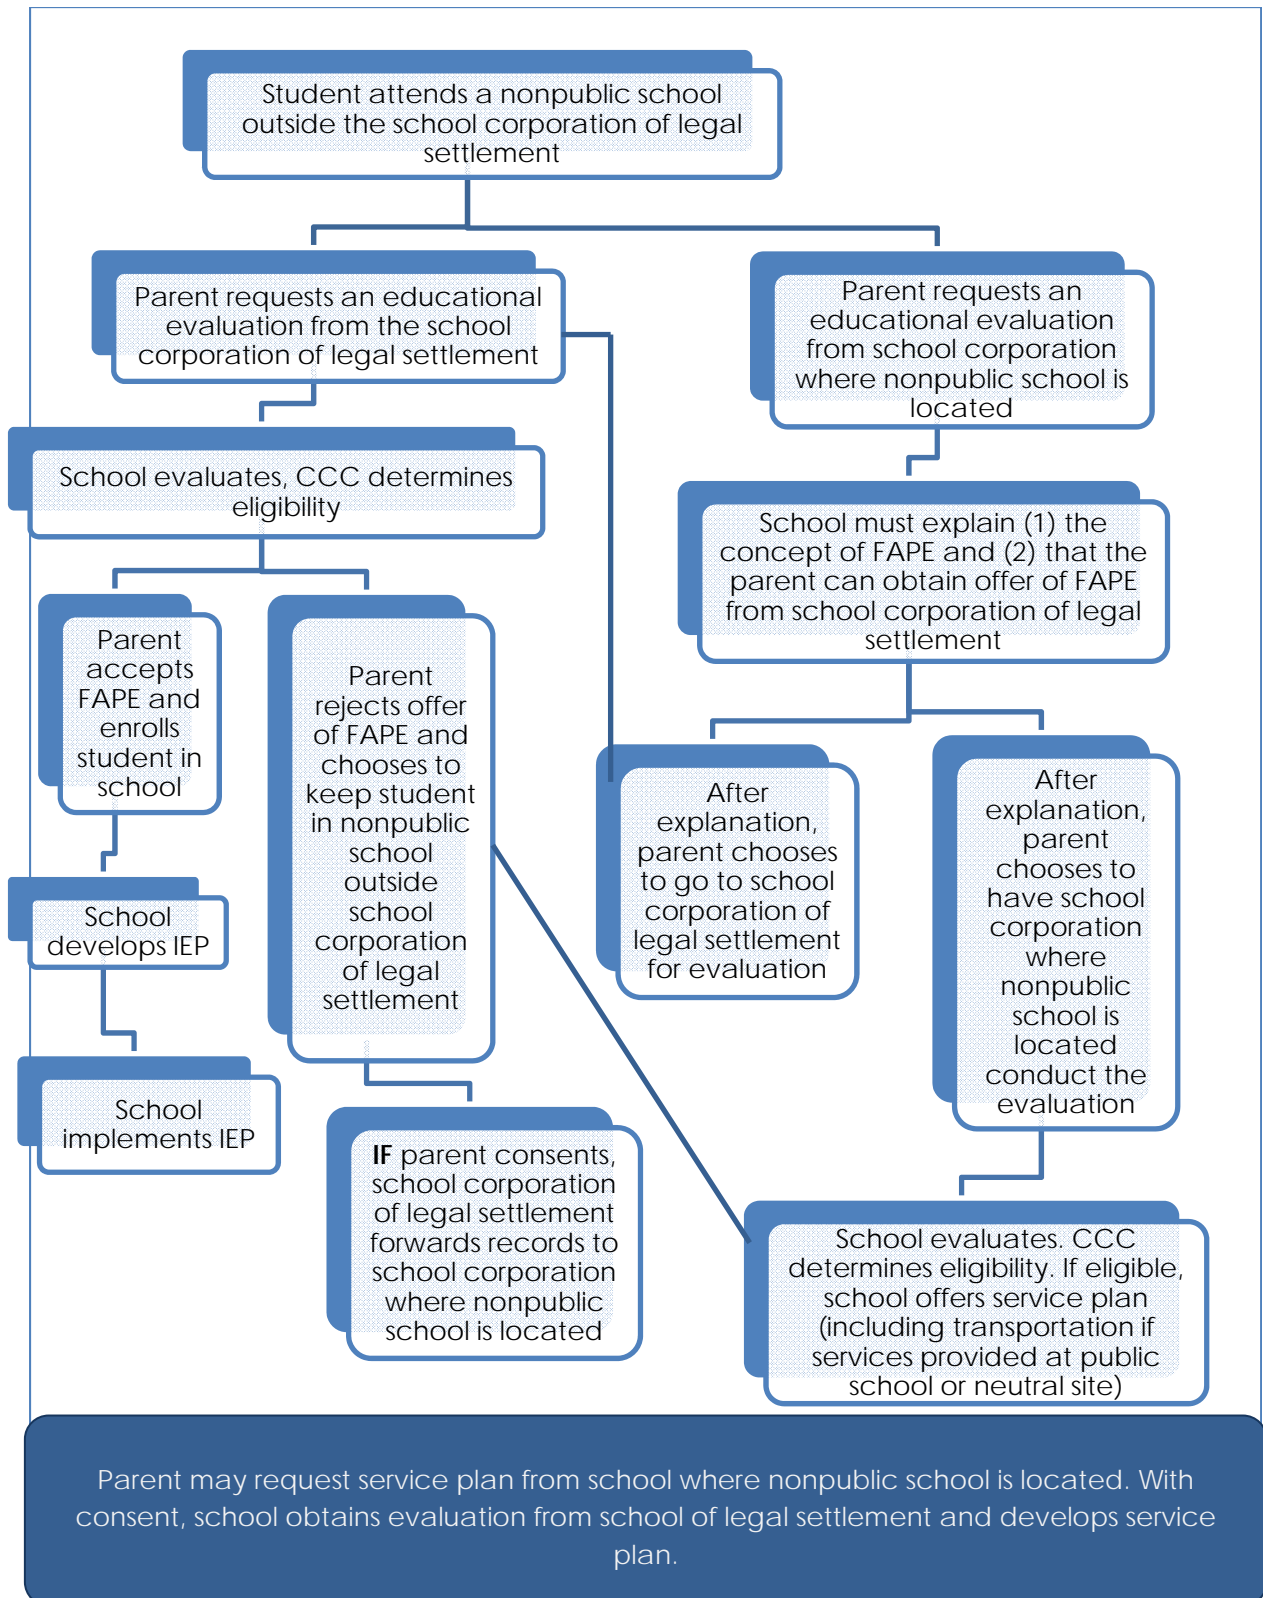 Student attends a nonpublic school
outside the school corporation of legal
settlement
Parent requests an educational
evaluation from the school
corporation of legal settlement
Parent requests an
educational evaluation
from school corporation
where nonpublic school is
located
School evaluates, CCC determines
eligibility
School must explain (1) the
concept of FAPE and (2) that the
parent can obtain offer of FAPE
from school corporation of legal
settlement
Parent
accepts
FAPE and
enrolls
student in
school
Parent
rejects offer
of FAPE and
chooses to
keep student
in nonpublic
school
outside
school
corporation
of legal
settlement
After
explanation,
parent chooses
to go to school
corporation of
legal settlement
for evaluation
After
explanation,
parent
chooses to
have school
corporation
where
nonpublic
school is
located
conduct the
evaluation
School
develops IEP
School
implements IEP
IF parent consents,
school corporation
of legal settlement
forwards records to
school corporation
where nonpublic
school is located
School evaluates. CCC
determines eligibility. If eligible,
school offers service plan
(including transportation if
services provided at public
school or neutral site)
Parent may request service plan from school where nonpublic school is located. With
consent, school obtains evaluation from school of legal settlement and develops service
plan.